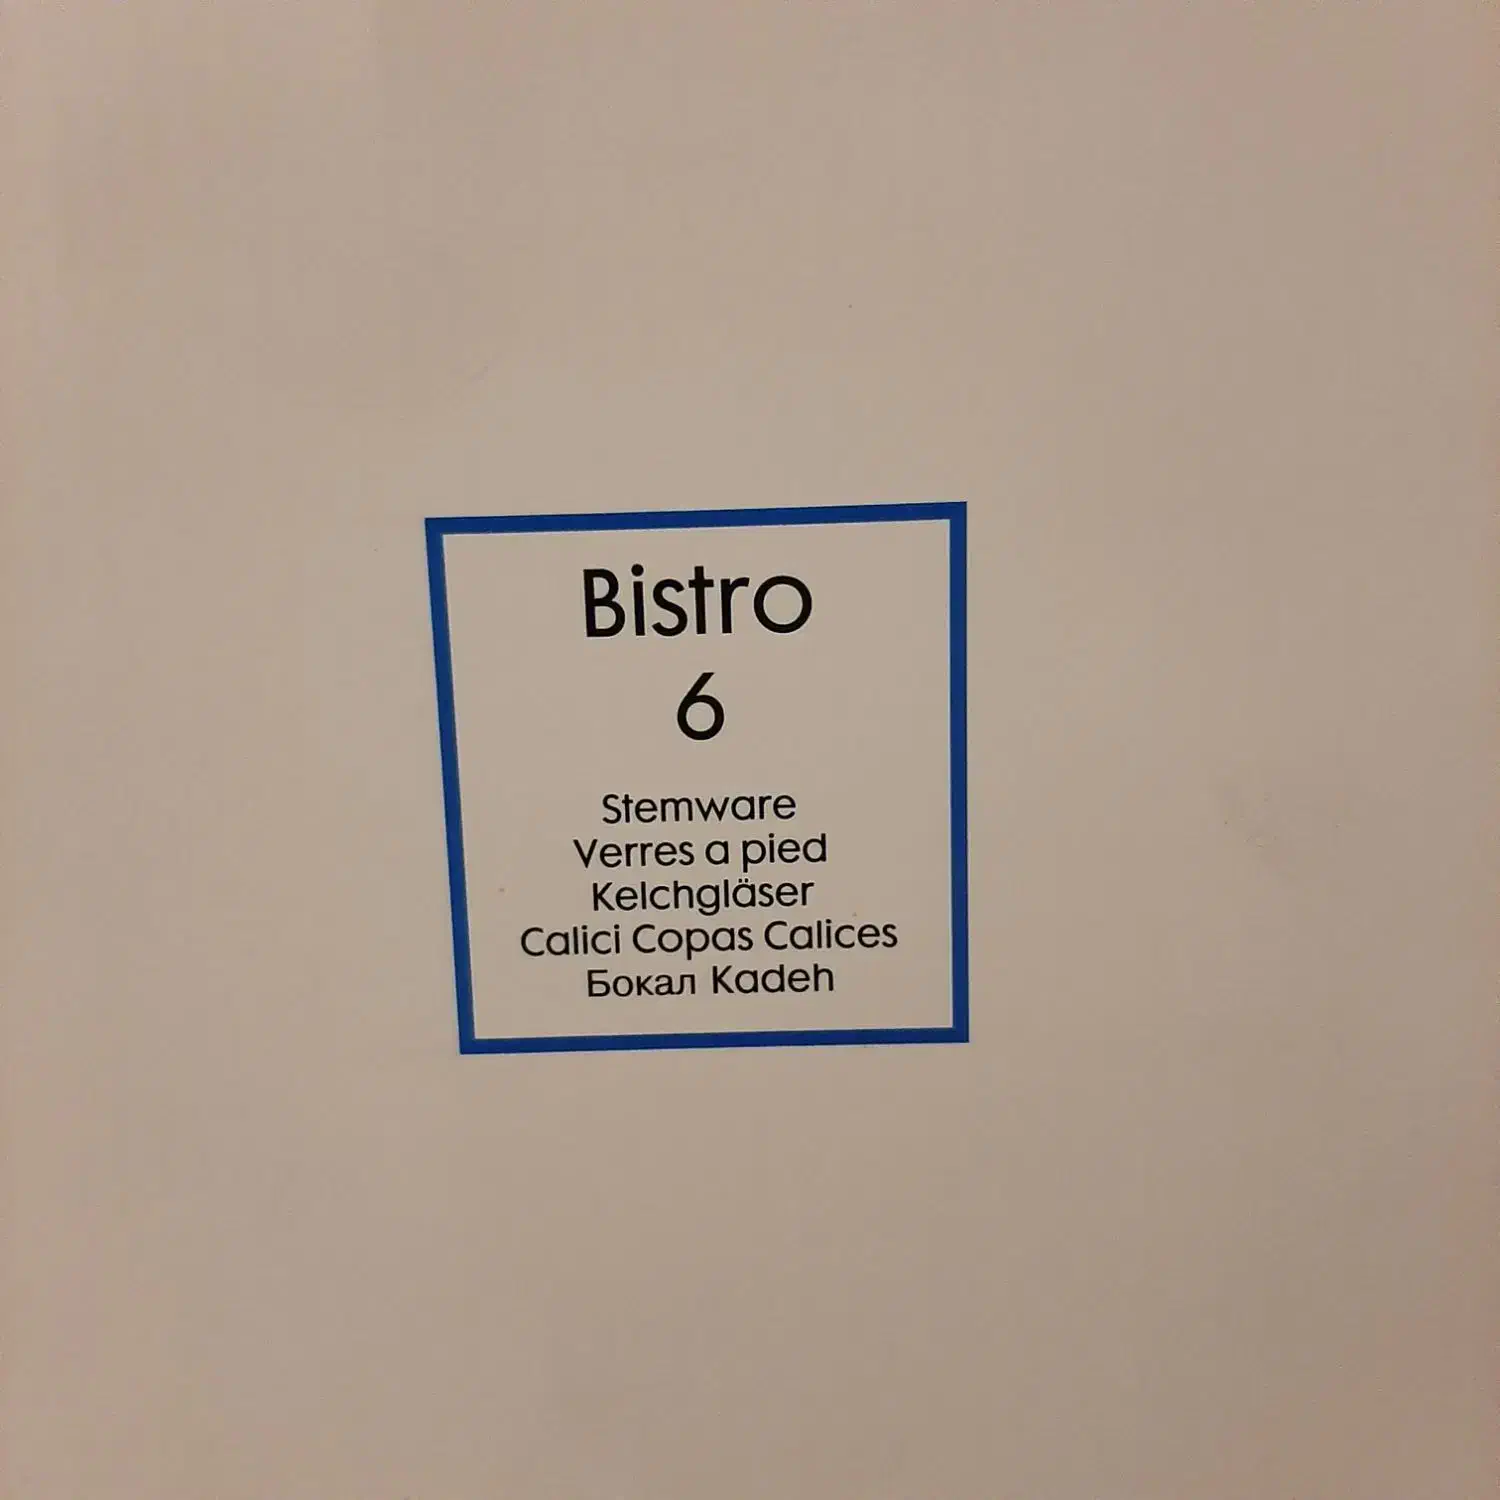 Bistro
6
Stemware
Verres a pied
Kelchgläser
Calici Copas Calices
Бокал Kadeh